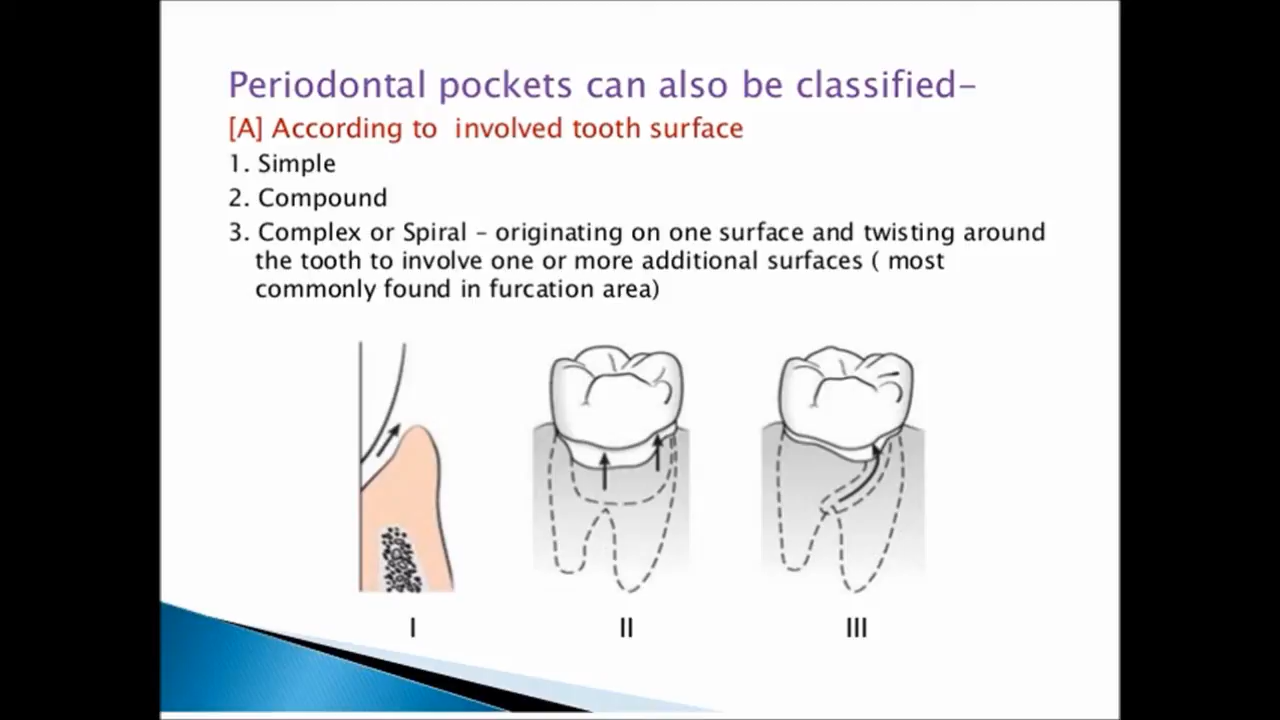 Periodontal pockets can also be classified-
[A] According to  involved tooth surface
1. Simple
2. Compound
3. Complex or Spiral - originating on one surface and twisting around
the tooth to involve one or more additional surfaces ( most
commonly found in furcation area)
I II III